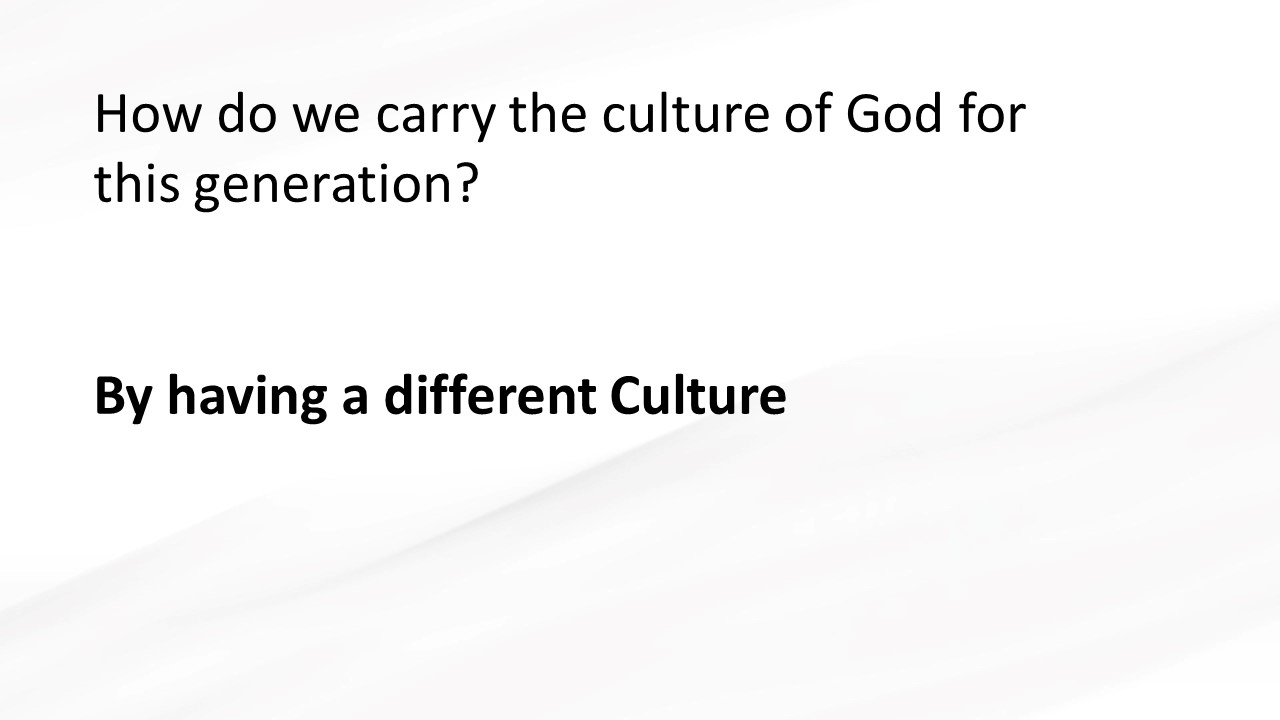 How do we carry the culture of God for
this generation?
By having a different Culture